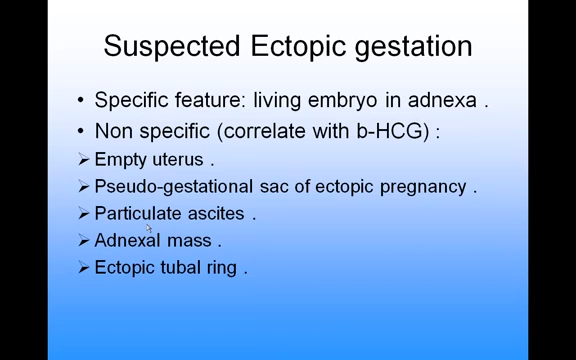 Suspected Ectopic gestation
• Specific feature: living embryo in adnexa .
• Non specific (correlate with b-HCG) :
➢ Empty uterus .
➢ Pseudo-gestational sac of ectopic pregnancy .
➢ Particulate ascites .
➢ Adnexal mass .
➢ Ectopic tubal ring .